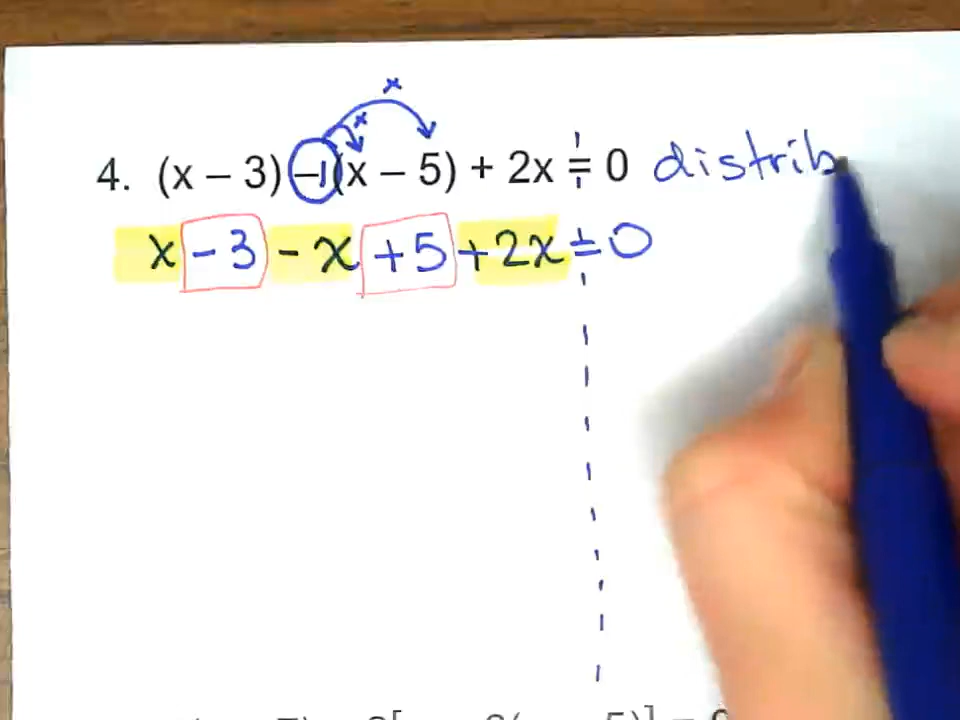 x
x
4. (x – 3) –1(x – 5) + 2x = 0 distrib
x – 3 – x + 5 + 2x = 0